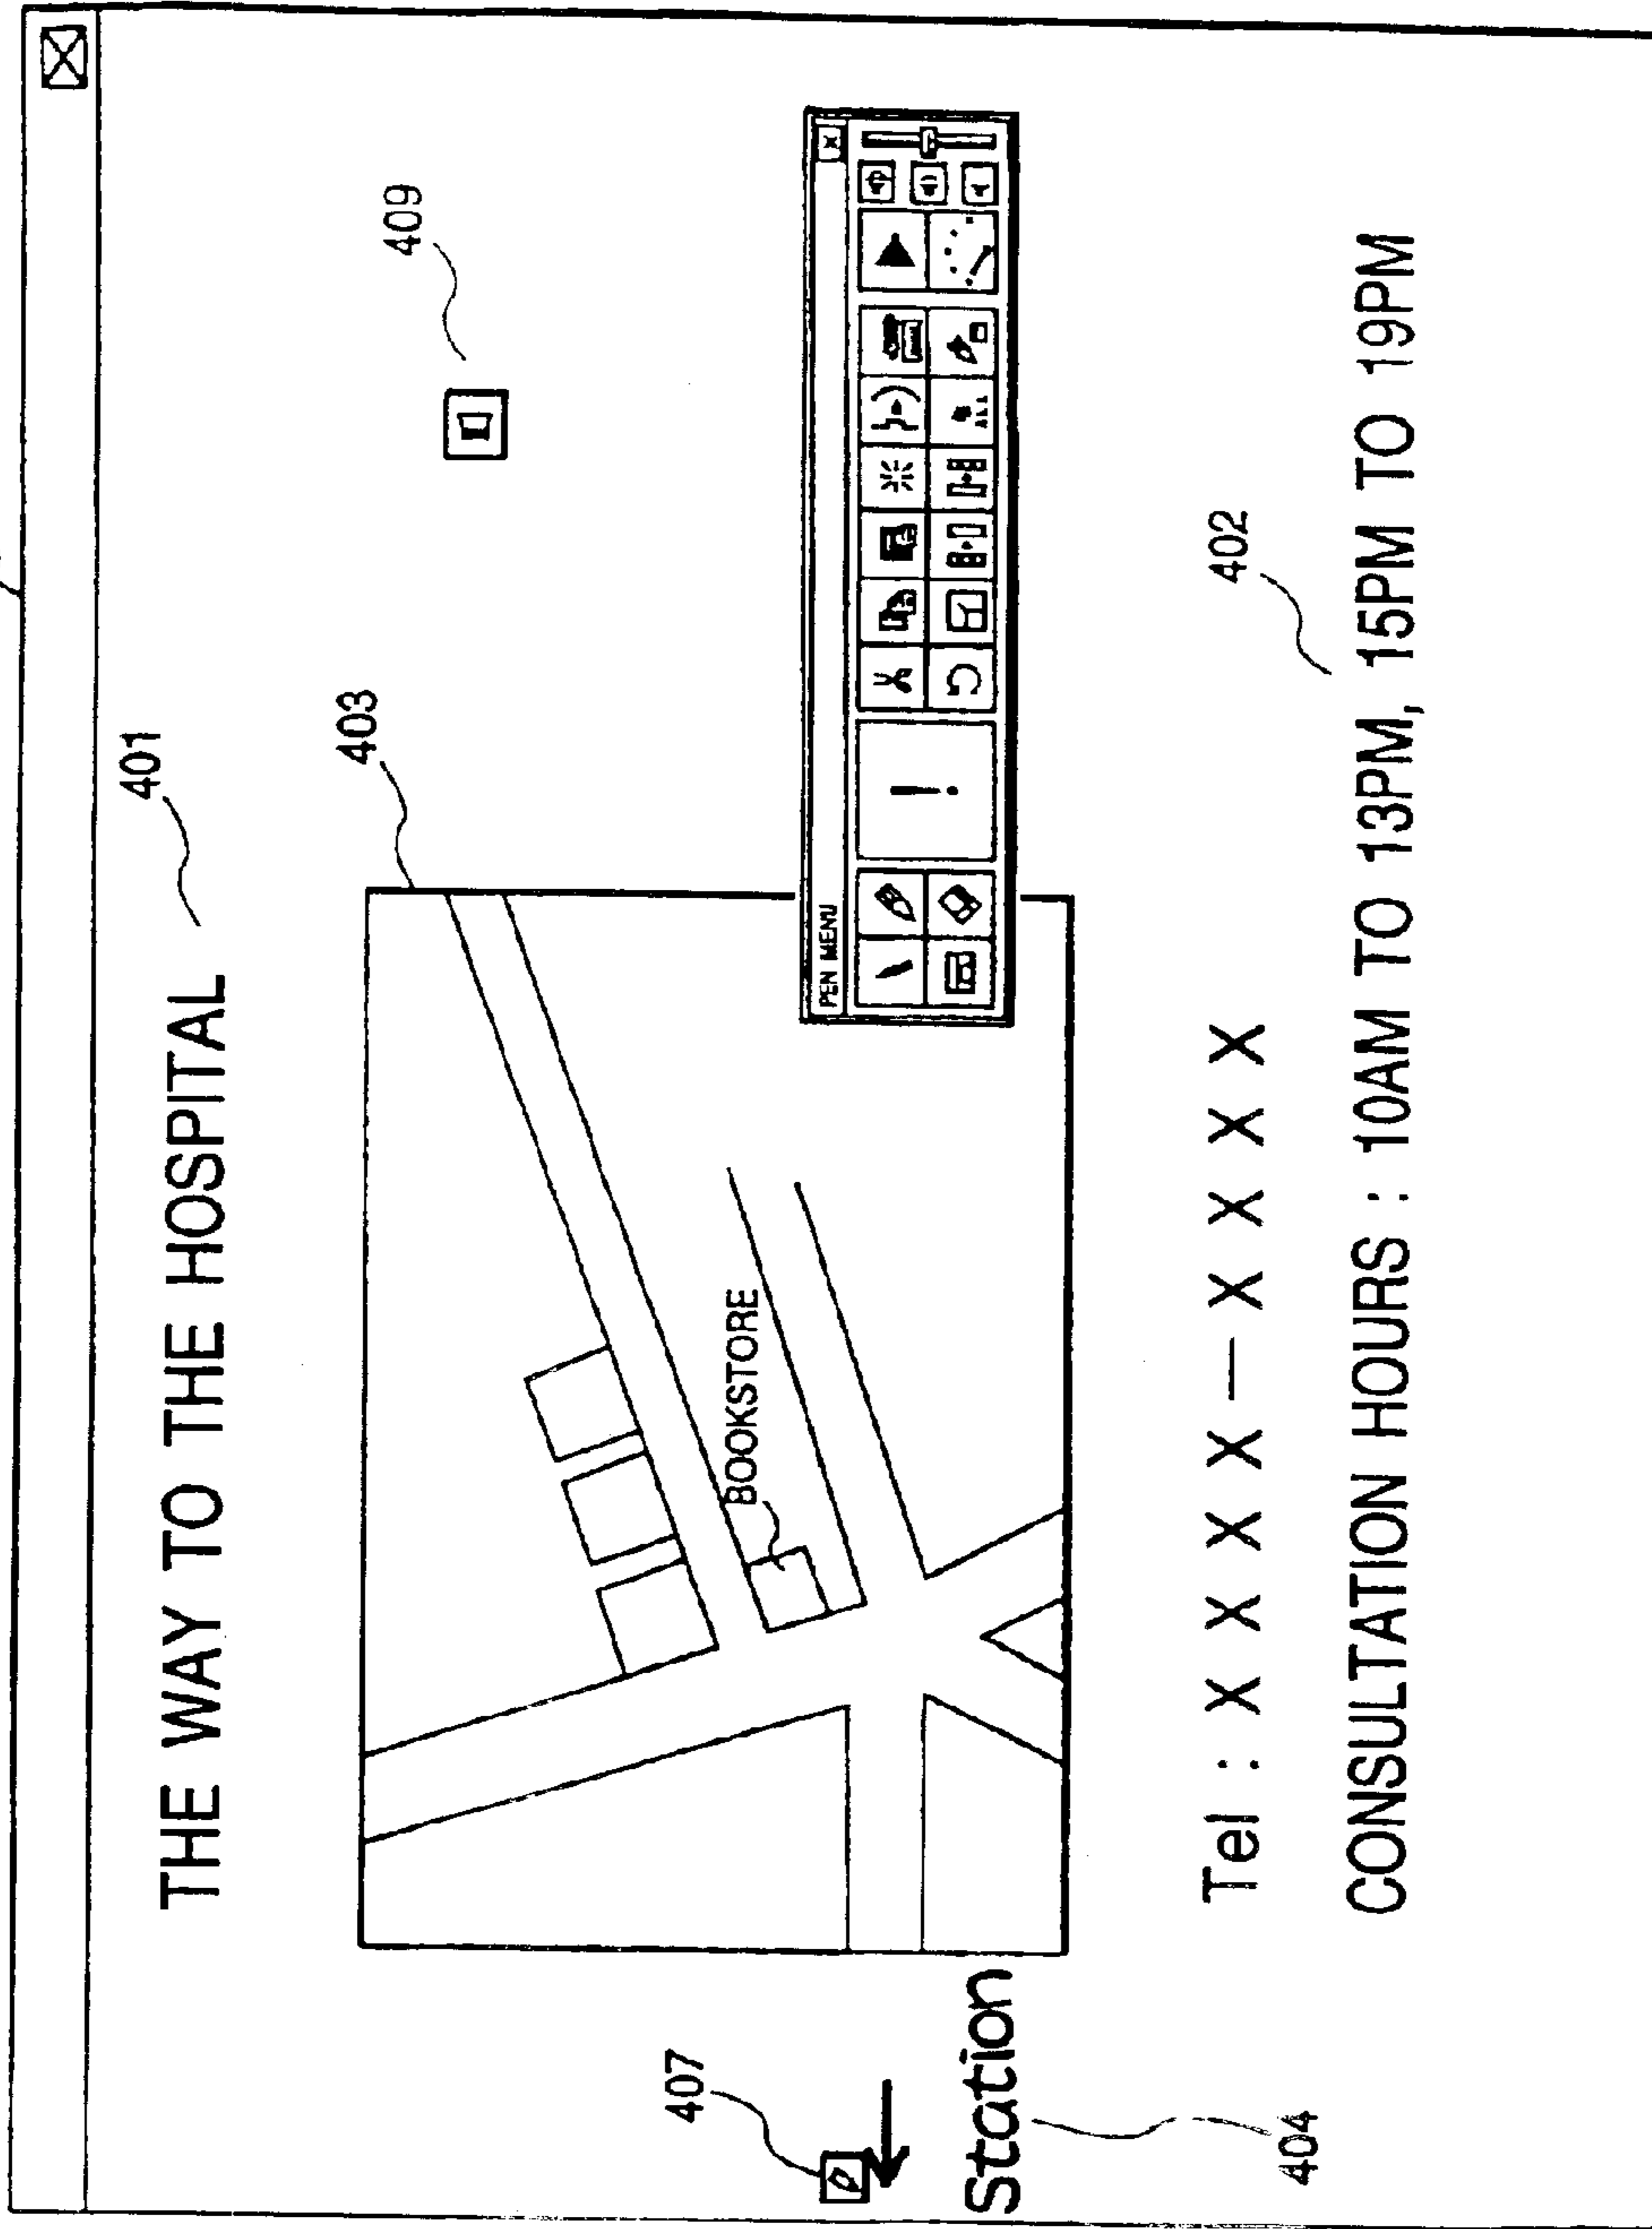 401
THE WAY TO THE HOSPITAL
403
409
BOOKSTORE
PEN MENU
!
ALL
407
Station
404
Tel : X X X X X — X X X X X
402
CONSULTATION HOURS : 10AM TO 13PM, 15PM TO 19PM